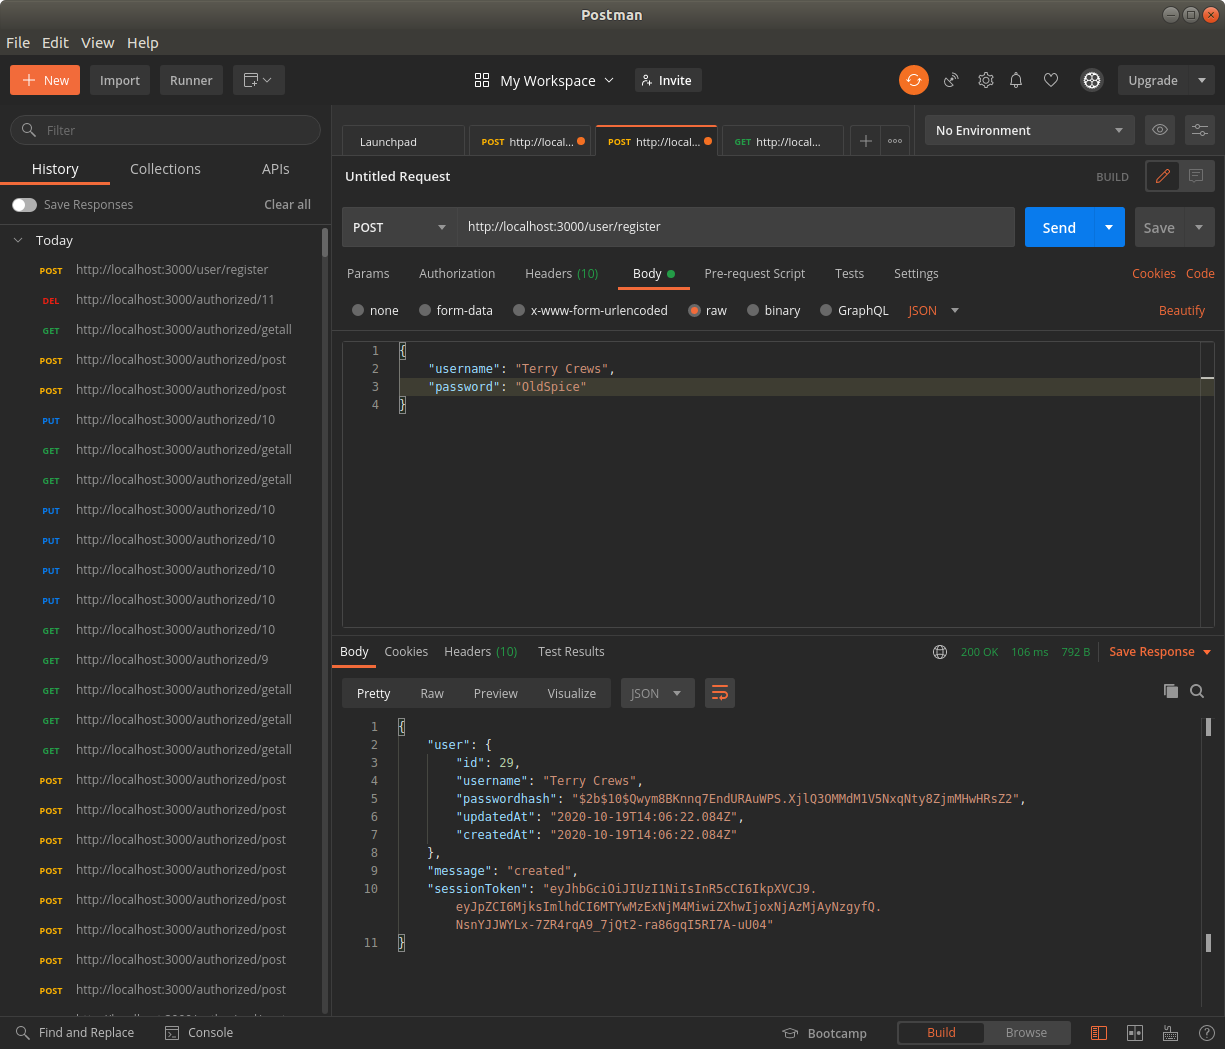 Postman
File Edit View Help
New Import Runner My Workspace Invite Upgrade
Filter
History Collections APIs
Save Responses Clear all
Today
POST http://localhost:3000/user/register
DEL http://localhost:3000/authorized/11
GET http://localhost:3000/authorized/getall
POST http://localhost:3000/authorized/post
POST http://localhost:3000/authorized/post
PUT http://localhost:3000/authorized/10
GET http://localhost:3000/authorized/getall
GET http://localhost:3000/authorized/getall
PUT http://localhost:3000/authorized/10
PUT http://localhost:3000/authorized/10
PUT http://localhost:3000/authorized/10
PUT http://localhost:3000/authorized/10
GET http://localhost:3000/authorized/10
GET http://localhost:3000/authorized/9
GET http://localhost:3000/authorized/getall
GET http://localhost:3000/authorized/getall
GET http://localhost:3000/authorized/getall
POST http://localhost:3000/authorized/post
POST http://localhost:3000/authorized/post
POST http://localhost:3000/authorized/post
POST http://localhost:3000/authorized/post
POST http://localhost:3000/authorized/post
POST http://localhost:3000/authorized/post
POST http://localhost:3000/authorized/post
POST http://localhost:3000/authorized/post
Launchpad POST http://local... POST http://local... GET http://local... No Environment
Untitled Request BUILD
POST http://localhost:3000/user/register Send Save
Params Authorization Headers (10) Body Pre-request Script Tests Settings Cookies Code
none form-data x-www-form-urlencoded raw binary GraphQL JSON Beautify
1 {
2 "username": "Terry Crews",
3 "password": "OldSpice"
4 }
Body Cookies Headers (10) Test Results 200 OK 106 ms 792 B Save Response
Pretty Raw Preview Visualize JSON
1 {
2 "user": {
3 "id": 29,
4 "username": "Terry Crews",
5 "passwordhash": "$2b$10$Qwym8BKnnq7EndURAuWPS.XjlQ3OMMdM1V5NxqNty8ZjmMHwHRsZ2",
6 "updatedAt": "2020-10-19T14:06:22.084Z",
7 "createdAt": "2020-10-19T14:06:22.084Z"
8 },
9 "message": "created",
10 "sessionToken": "eyJhbGciOiJIUzI1NiIsInR5cCI6IkpXVCJ9.
eyJpZCI6MjksImlhdCI6MTYwMzExNjM4MiwiZXhwIjoxNjAzMjAyNzgyfQ.
NsnYJJWYLx-7ZR4rqA9_7jQt2-ra86gqI5RI7A-uU04"
11 }
Find and Replace Console Bootcamp Build Browse